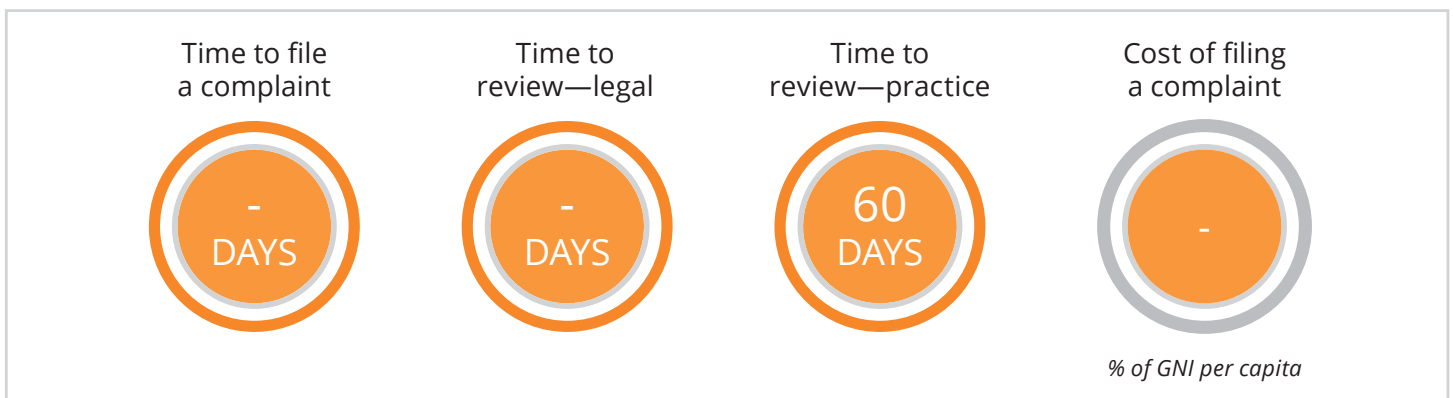 Time to file
a complaint
-
DAYS
Time to
review—legal
-
DAYS
Time to
review—practice
60
DAYS
Cost of filing
a complaint
-
% of GNI per capita